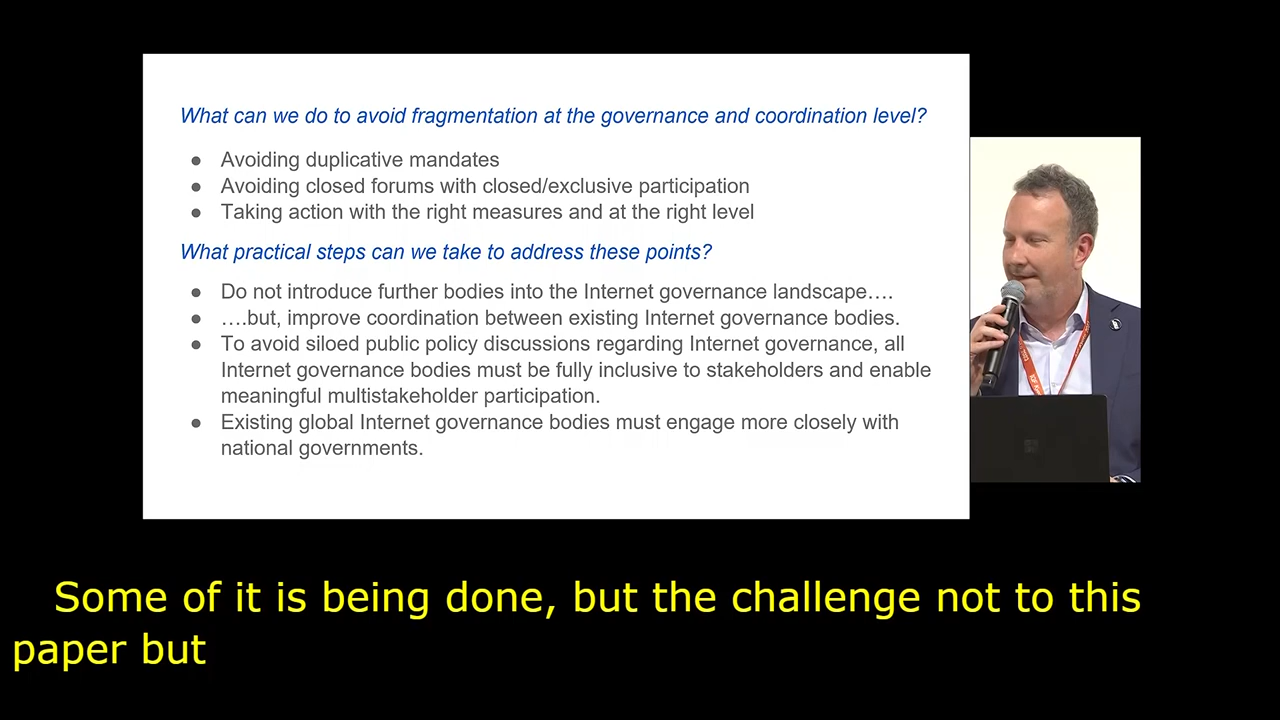 What can we do to avoid fragmentation at the governance and coordination level?
● Avoiding duplicative mandates
● Avoiding closed forums with closed/exclusive participation
● Taking action with the right measures and at the right level
What practical steps can we take to address these points?
● Do not introduce further bodies into the Internet governance landscape….
● ….but, improve coordination between existing Internet governance bodies.
● To avoid siloed public policy discussions regarding Internet governance, all
Internet governance bodies must be fully inclusive to stakeholders and enable
meaningful multistakeholder participation.
● Existing global Internet governance bodies must engage more closely with
national governments.
Some of it is being done, but the challenge not to this
paper but